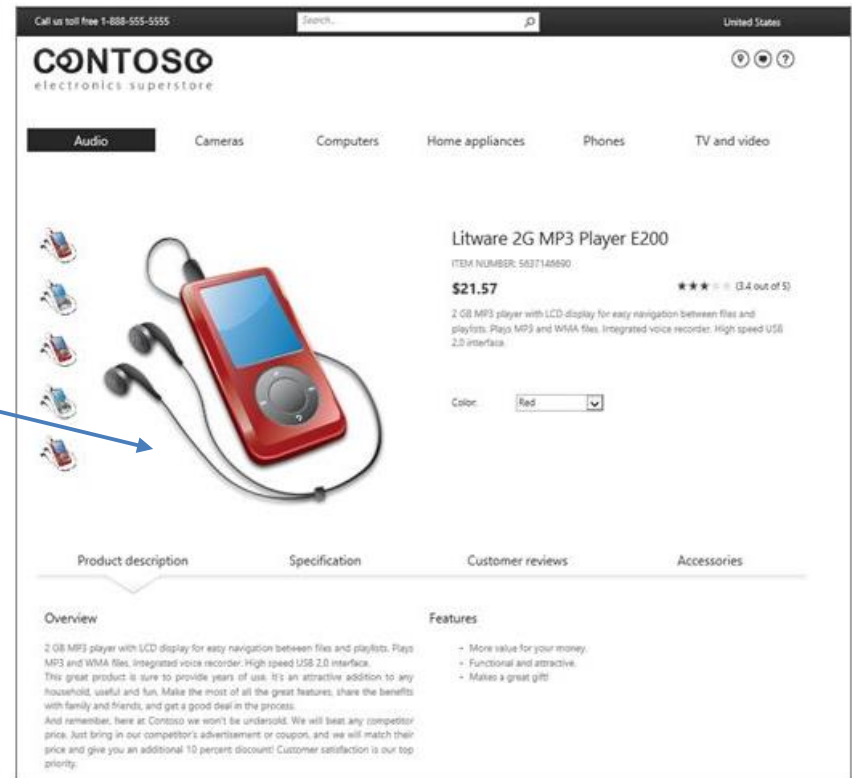 Call us toll free 1-888-555-5555
Search...
United States
CONTOSO
electronics superstore
Audio
Cameras
Computers
Home appliances
Phones
TV and video
Litware 2G MP3 Player E200
ITEM NUMBER: 5637146690
$21.57
(3.4 out of 5)
2 GB MP3 player with LCD display for easy navigation between files and
playlists. Plays MP3 and WMA files. Integrated voice recorder. High speed USB
2.0 interface.
Color:
Red
Product description
Specification
Customer reviews
Accessories
Overview
2 GB MP3 player with LCD display for easy navigation between files and playlists. Plays
MP3 and WMA files. Integrated voice recorder. High speed USB 2.0 interface.
This great product is sure to provide years of use. It's an attractive addition to any
household, useful and fun. Make the most of all the great features, share the benefits
with family and friends, and get a good deal in the process.
And remember, here at Contoso we won't be undersold. We will beat any competitor
price. Just bring in our competitor's advertisement or coupon, and we will match their
price and give you an additional 10 percent discount! Customer satisfaction is our top
priority.
Features
- More value for your money.
- Functional and attractive.
- Makes a great gift!